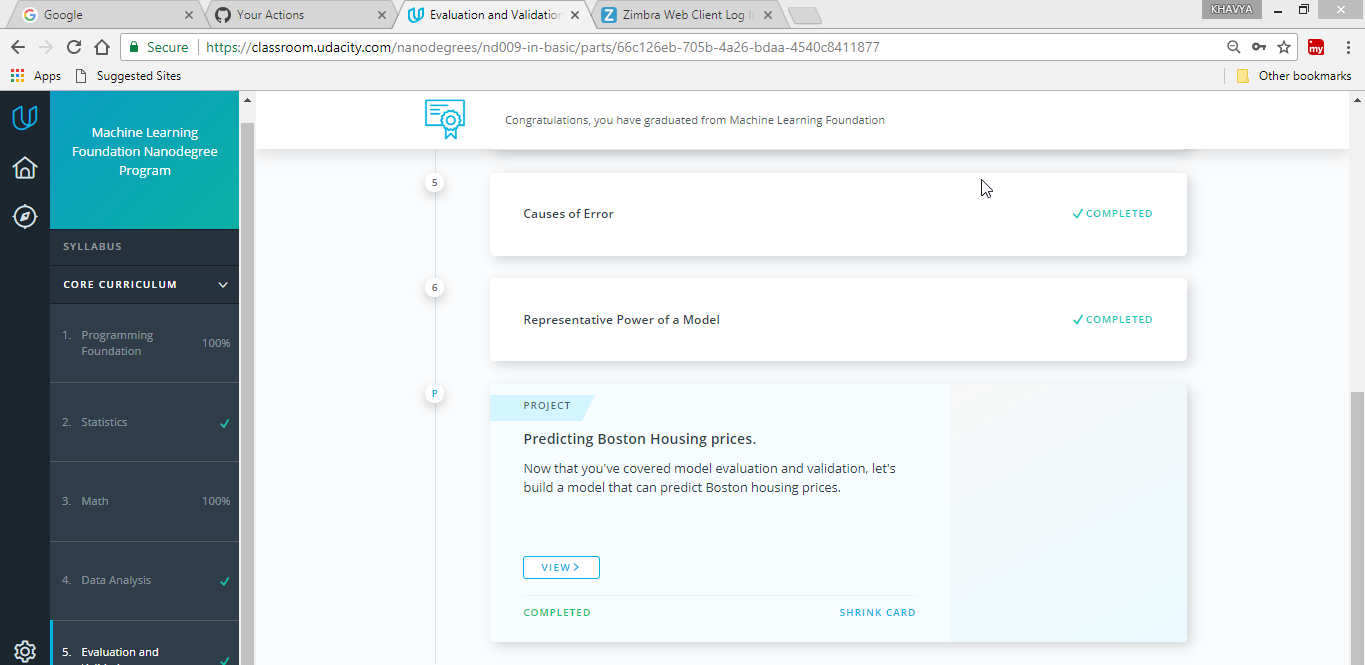 Google
Your Actions
Evaluation and Validation
Zimbra Web Client Log I
KHAVYA
Secure
https://classroom.udacity.com/nanodegrees/nd009-in-basic/parts/66c126eb-705b-4a26-bdaa-4540c8411877
my
Apps
Suggested Sites
Other bookmarks
Machine Learning
Foundation Nanodegree
Program
SYLLABUS
CORE CURRICULUM
1. Programming
Foundation
100%
2. Statistics
3. Math
100%
4. Data Analysis
5. Evaluation and
Congratulations, you have graduated from Machine Learning Foundation
5
Causes of Error
COMPLETED
6
Representative Power of a Model
COMPLETED
P
PROJECT
Predicting Boston Housing prices.
Now that you've covered model evaluation and validation, let's
build a model that can predict Boston housing prices.
VIEW >
COMPLETED
SHRINK CARD